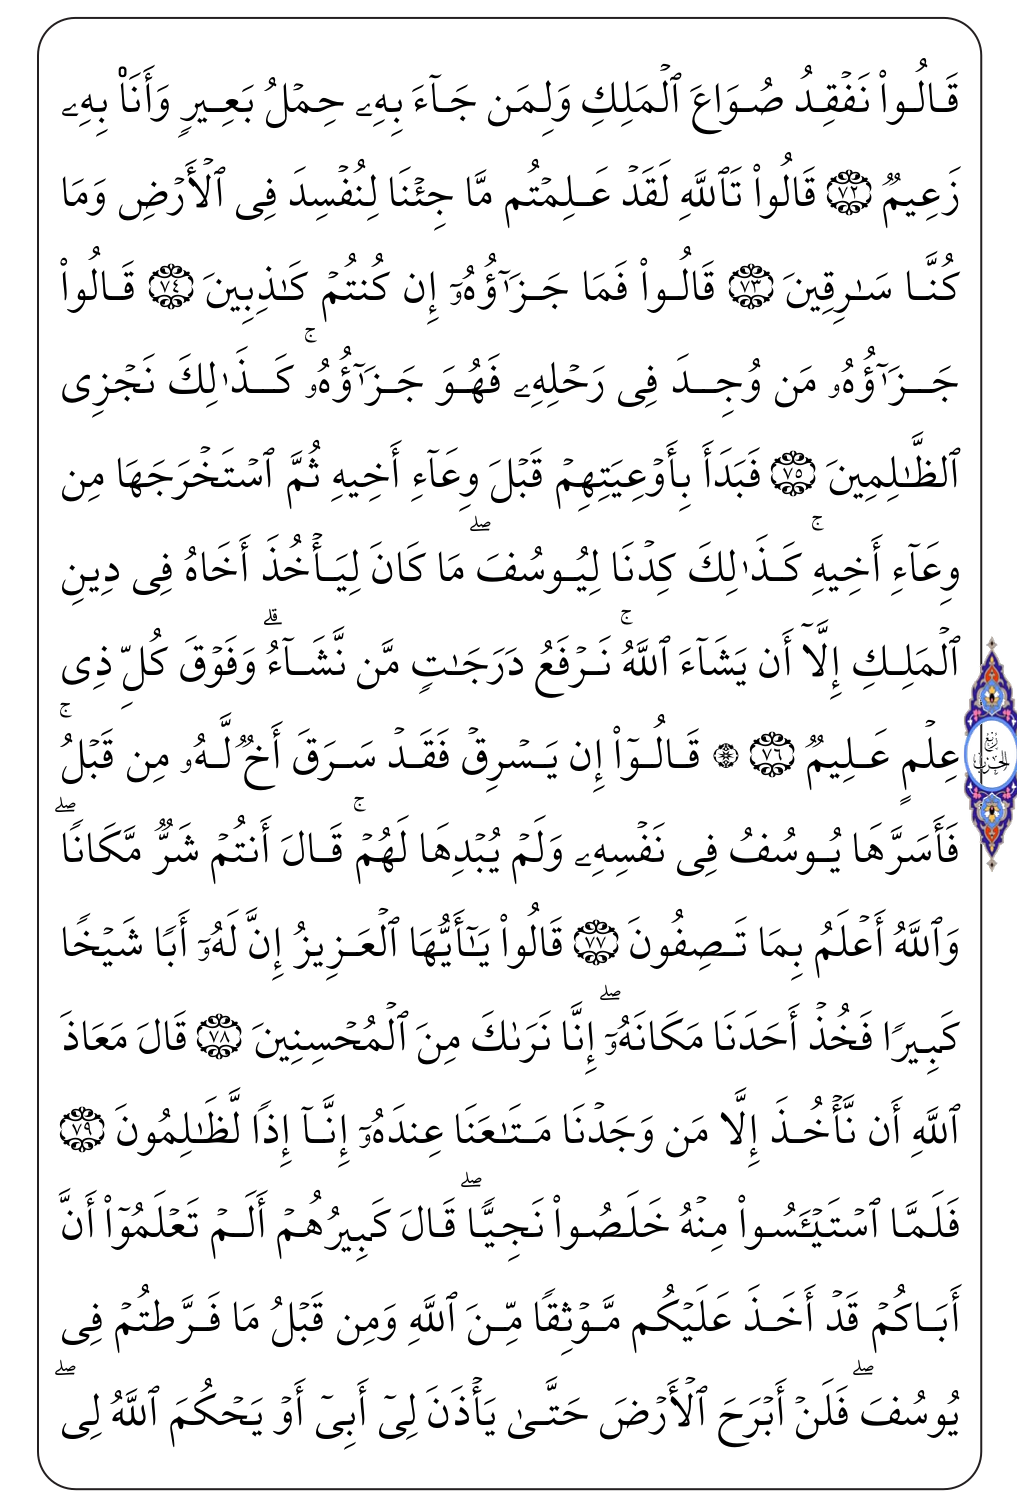 قَالُوا۟ نَفْقِدُ صُوَاعَ ٱلْمَلِكِ وَلِمَن جَآءَ بِهِۦ حِمْلُ بَعِيرٍ وَأَنَا۠ بِهِۦ
زَعِيمٌ ٧٢ قَالُوا۟ تَٱللَّهِ لَقَدْ عَلِمْتُم مَّا جِئْنَا لِنُفْسِدَ فِى ٱلْأَرْضِ وَمَا
كُنَّا سَـٰرِقِينَ ٧٣ قَالُوا۟ فَمَا جَزَٰٓؤُهُۥٓ إِن كُنتُمْ كَـٰذِبِينَ ٧٤ قَالُوا۟
جَزَٰٓؤُهُۥ مَن وُجِدَ فِى رَحْلِهِۦ فَهُوَ جَزَٰٓؤُهُۥ ۚ كَذَٰلِكَ نَجْزِى
ٱلظَّـٰلِمِينَ ٧٥ فَبَدَأَ بِأَوْعِيَتِهِمْ قَبْلَ وِعَآءِ أَخِيهِ ثُمَّ ٱسْتَخْرَجَهَا مِن
وِعَآءِ أَخِيهِ ۚ كَذَٰلِكَ كِدْنَا لِيُوسُفَ ۖ مَا كَانَ لِيَأْخُذَ أَخَاهُ فِى دِينِ
ٱلْمَلِكِ إِلَّآ أَن يَشَآءَ ٱللَّهُ ۚ نَرْفَعُ دَرَجَـٰتٍ مَّن نَّشَآءُ ۗ وَفَوْقَ كُلِّ ذِى
عِلْمٍ عَلِيمٌ ٧٦ ۞ قَالُوٓا۟ إِن يَسْرِقْ فَقَدْ سَرَقَ أَخٌ لَّهُۥ مِن قَبْلُ ۚ
فَأَسَرَّهَا يُوسُفُ فِى نَفْسِهِۦ وَلَمْ يُبْدِهَا لَهُمْ ۚ قَالَ أَنتُمْ شَرٌّ مَّكَانًا ۖ
وَٱللَّهُ أَعْلَمُ بِمَا تَصِفُونَ ٧٧ قَالُوا۟ يَـٰٓأَيُّهَا ٱلْعَزِيزُ إِنَّ لَهُۥٓ أَبًا شَيْخًا
كَبِيرًا فَخُذْ أَحَدَنَا مَكَانَهُۥٓ ۖ إِنَّا نَرَىٰكَ مِنَ ٱلْمُحْسِنِينَ ٧٨ قَالَ مَعَاذَ
ٱللَّهِ أَن نَّأْخُذَ إِلَّا مَن وَجَدْنَا مَتَـٰعَنَا عِندَهُۥٓ إِنَّآ إِذًا لَّظَـٰلِمُونَ ٧٩
فَلَمَّا ٱسْتَيْـَٔسُوا۟ مِنْهُ خَلَصُوا۟ نَجِيًّا ۖ قَالَ كَبِيرُهُمْ أَلَمْ تَعْلَمُوٓا۟ أَنَّ
أَبَاكُمْ قَدْ أَخَذَ عَلَيْكُم مَّوْثِقًا مِّنَ ٱللَّهِ وَمِن قَبْلُ مَا فَرَّطتُمْ فِى
يُوسُفَ ۖ فَلَنْ أَبْرَحَ ٱلْأَرْضَ حَتَّىٰ يَأْذَنَ لِىٓ أَبِىٓ أَوْ يَحْكُمَ ٱللَّهُ لِى ۖ
رُبْعُ الْحِزْبِ